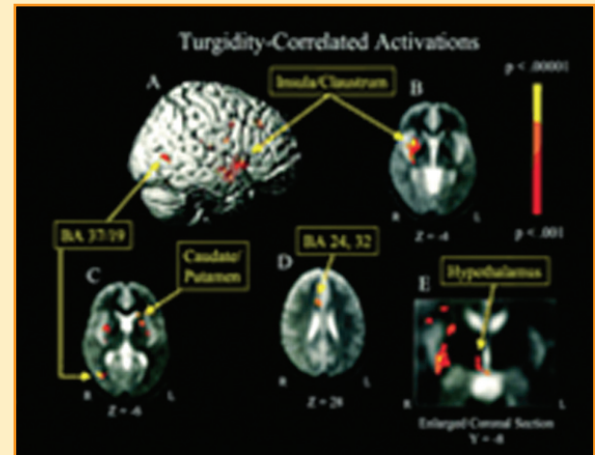 Turgidity-Correlated Activations
p < .00001
A
Insula/Claustrum
B
R L
Z = -4
p < .001
BA 37/19
Caudate/
Putamen
BA 24, 32
Hypothalamus
C
D
E
R L
Z = -6
R L
Z = 28
R L
Enlarged Coronal Section
Y = -8